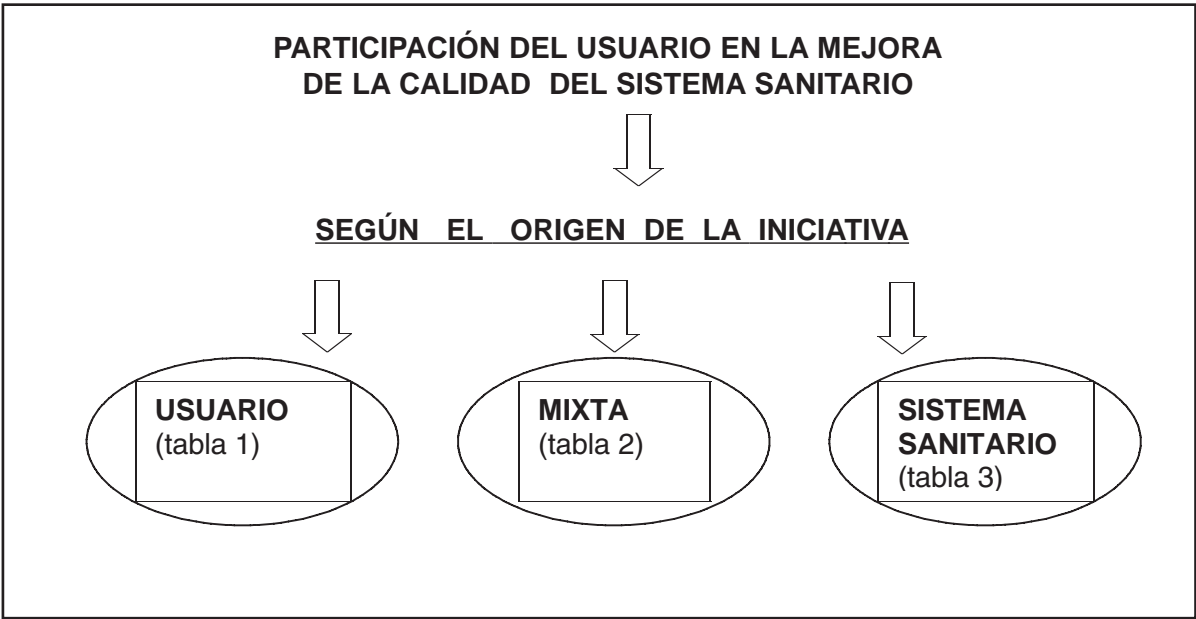 PARTICIPACIÓN DEL USUARIO EN LA MEJORA
DE LA CALIDAD DEL SISTEMA SANITARIO
SEGÚN EL ORIGEN DE LA INICIATIVA
USUARIO
(tabla 1)
MIXTA
(tabla 2)
SISTEMA
SANITARIO
(tabla 3)